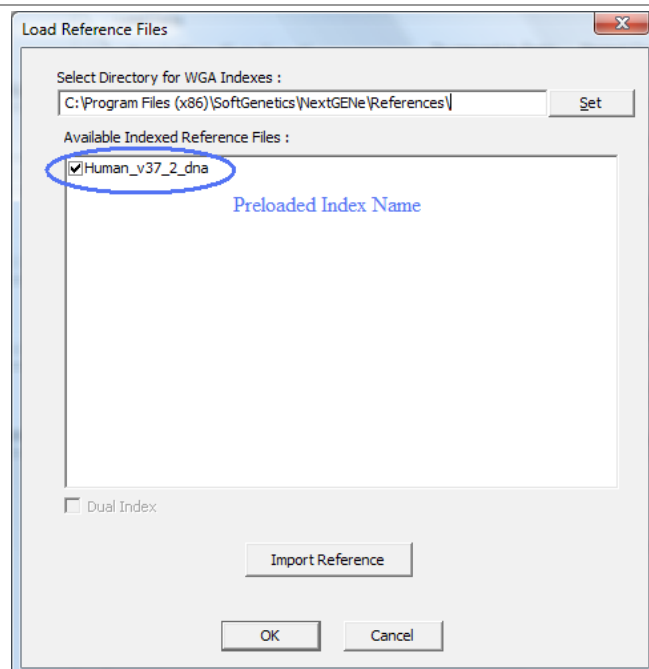 Load Reference Files
Select Directory for WGA Indexes :
C:\Program Files (x86)\SoftGenetics\NextGENe\References\
Set
Available Indexed Reference Files :
Human_v37_2_dna
Preloaded Index Name
Dual Index
Import Reference
OK Cancel